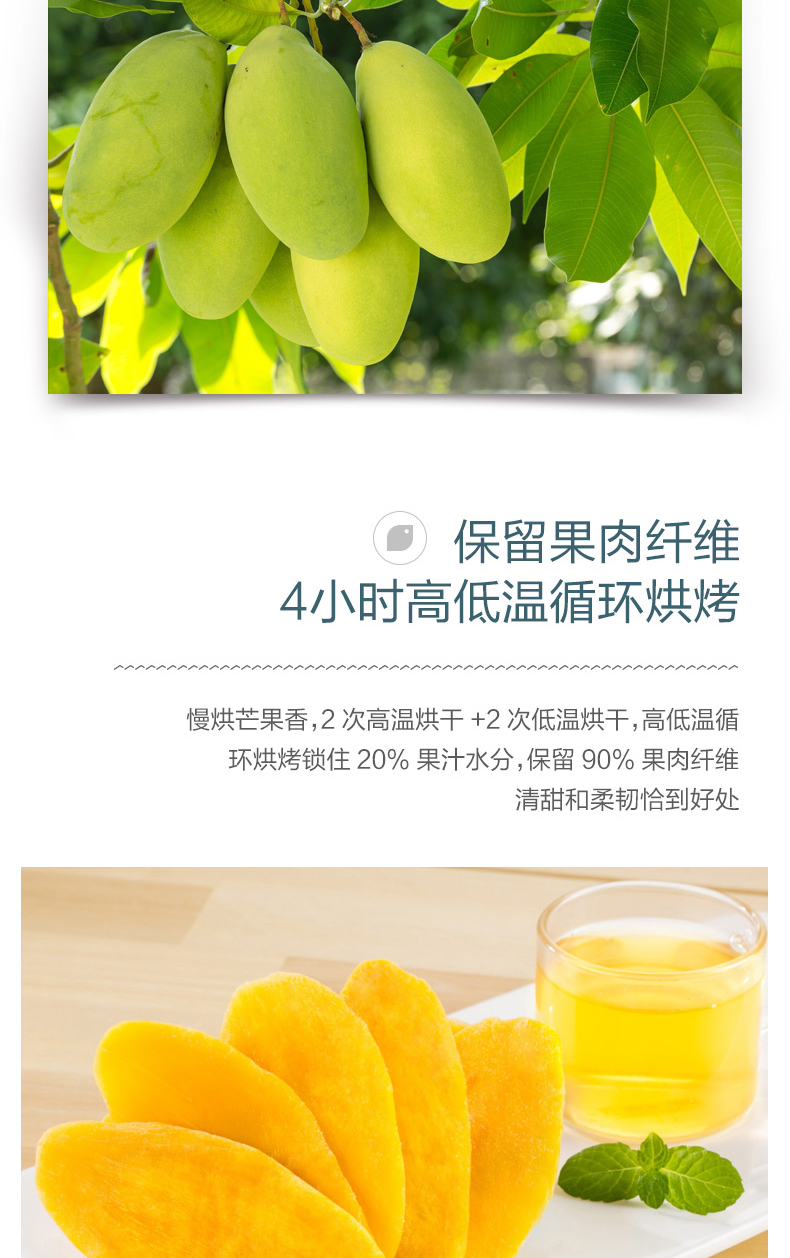 保留果肉纤维
4小时高低温循环烘烤
慢烘芒果香,2 次高温烘干 +2 次低温烘干,高低温循
环烘烤锁住 20% 果汁水分,保留 90% 果肉纤维
清甜和柔韧恰到好处